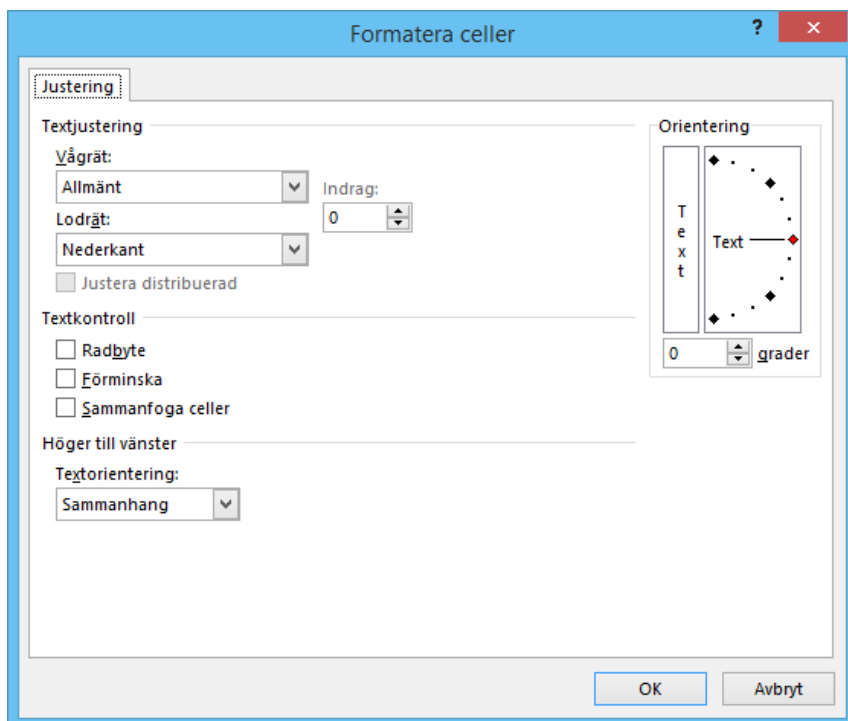 Formatera celler
?
Justering
Textjustering
Vågrät:
Allmänt
Indrag:
0
Lodrät:
Nederkant
Justera distribuerad
Textkontroll
Radbyte
Förminska
Sammanfoga celler
Höger till vänster
Textorientering:
Sammanhang
Orientering
Text
Text
0 grader
OK
Avbryt